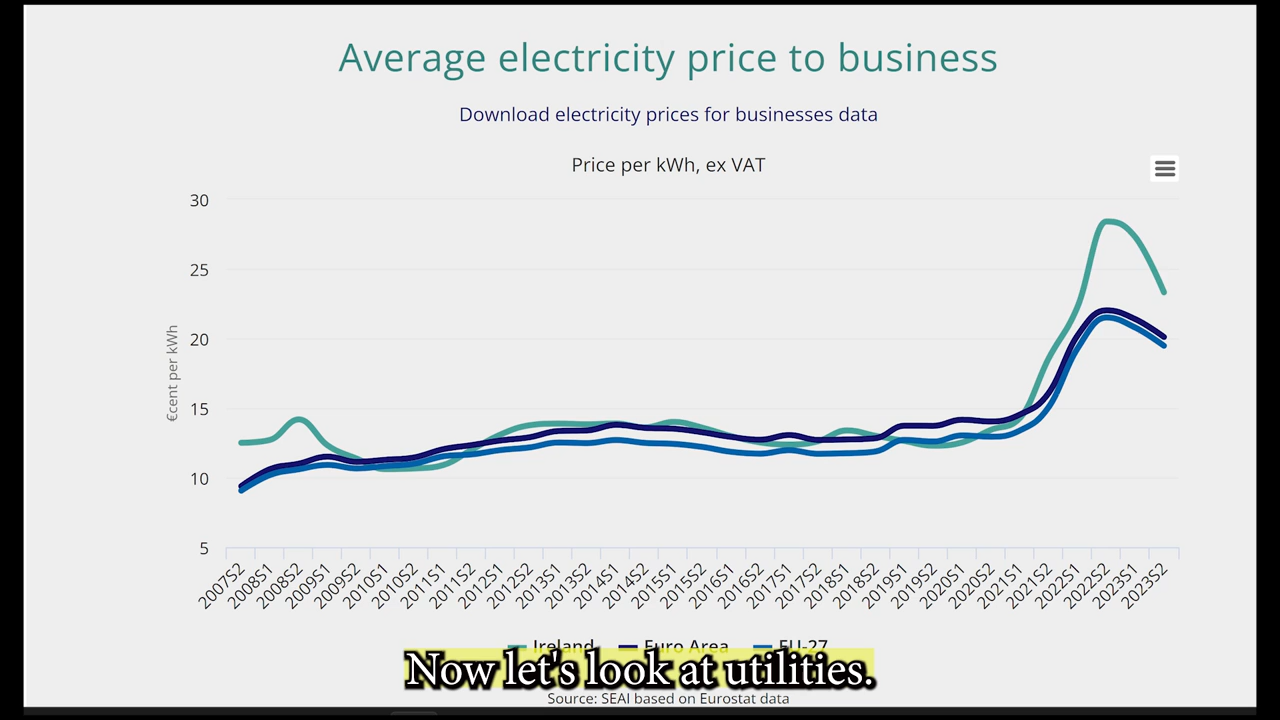 Average electricity price to business
Download electricity prices for businesses data
Price per kWh, ex VAT
30
25
20
15
10
5
€cent per kWh
2007S2
2008S1
2008S2
2009S1
2009S2
2010S1
2010S2
2011S1
2011S2
2012S1
2012S2
2013S1
2013S2
2014S1
2014S2
2015S1
2015S2
2016S1
2016S2
2017S1
2017S2
2018S1
2018S2
2019S1
2019S2
2020S1
2020S2
2021S1
2021S2
2022S1
2022S2
2023S1
2023S2
Ireland Euro Area EU-27
Now let's look at utilities.
Source: SEAI based on Eurostat data